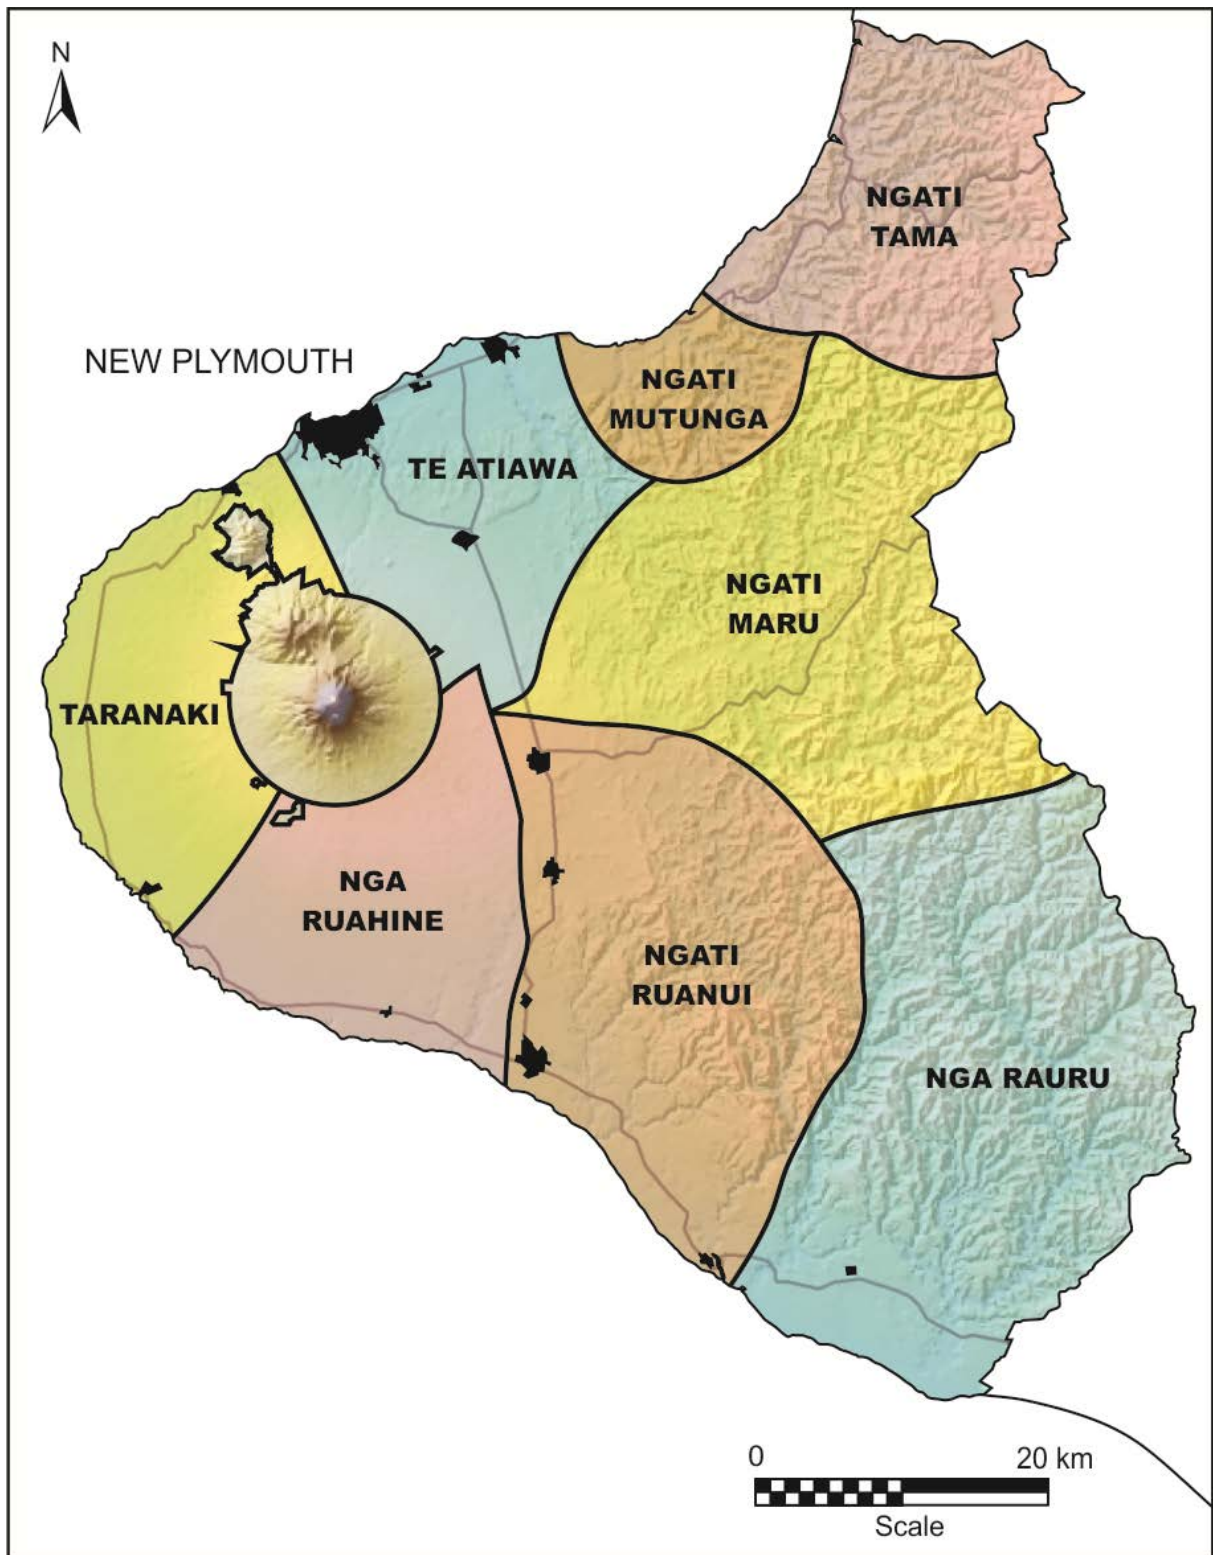 N
NGATI
TAMA
NEW PLYMOUTH
NGATI
MUTUNGA
TE ATIAWA
NGATI
MARU
TARANAKI
NGA
RUAHINE
NGATI
RUANUI
NGA RAURU
0 20 km
Scale